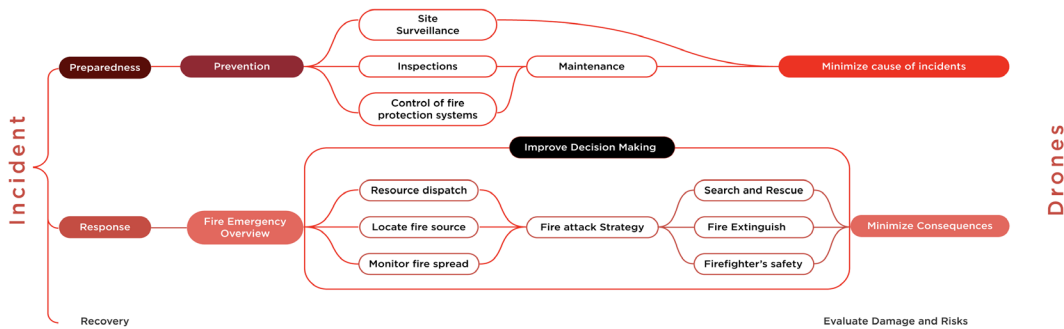 Incident
Preparedness
Prevention
Site
Surveillance
Inspections
Control of fire
protection systems
Maintenance
Minimize cause of incidents
Improve Decision Making
Response
Fire Emergency
Overview
Resource dispatch
Locate fire source
Monitor fire spread
Fire attack Strategy
Search and Rescue
Fire Extinguish
Firefighter's safety
Minimize Consequences
Recovery
Evaluate Damage and Risks
Drones